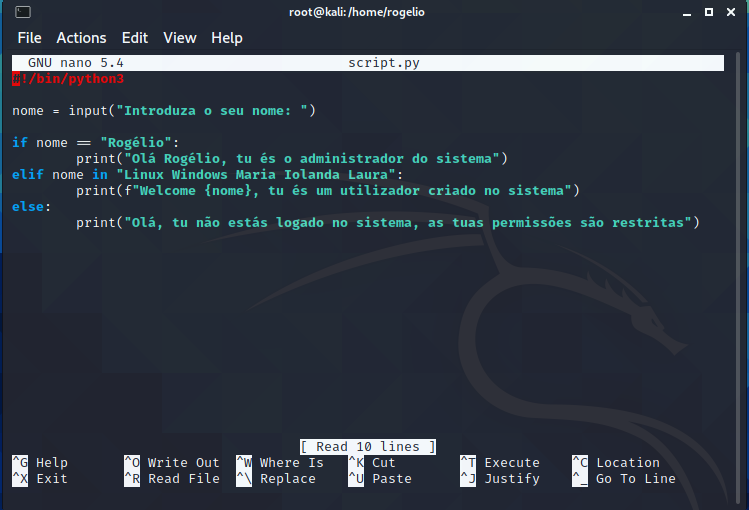 root@kali: /home/rogelio
File Actions Edit View Help
GNU nano 5.4 script.py
#!/bin/python3
nome = input("Introduza o seu nome: ")
if nome == "Rogélio":
print("Olá Rogélio, tu és o administrador do sistema")
elif nome in "Linux Windows Maria Iolanda Laura":
print(f"Welcome {nome}, tu és um utilizador criado no sistema")
else:
print("Olá, tu não estás logado no sistema, as tuas permissões são restritas")
[ Read 10 lines ]
^G Help ^O Write Out ^W Where Is ^K Cut ^T Execute ^C Location
^X Exit ^R Read File ^\ Replace ^U Paste ^J Justify ^_ Go To Line